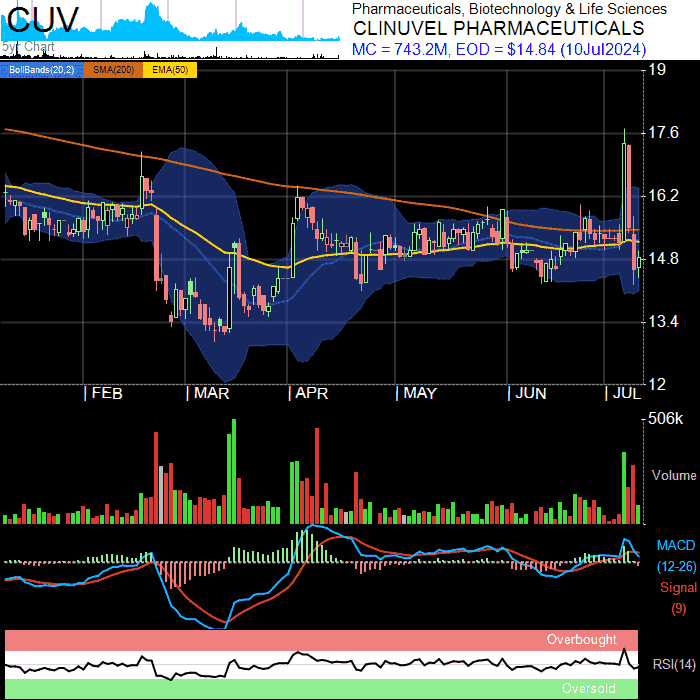 CUV
5yr Chart
Pharmaceuticals, Biotechnology & Life Sciences
CLINUVEL PHARMACEUTICALS
MC = 743.2M, EOD = $14.84 (10Jul2024)
BollBands(20,2) SMA(200) EMA(50)
19
17.6
16.2
14.8
13.4
12
FEB MAR APR MAY JUN JUL
506k
Volume
MACD
(12-26)
Signal
(9)
Overbought
RSI(14)
Oversold